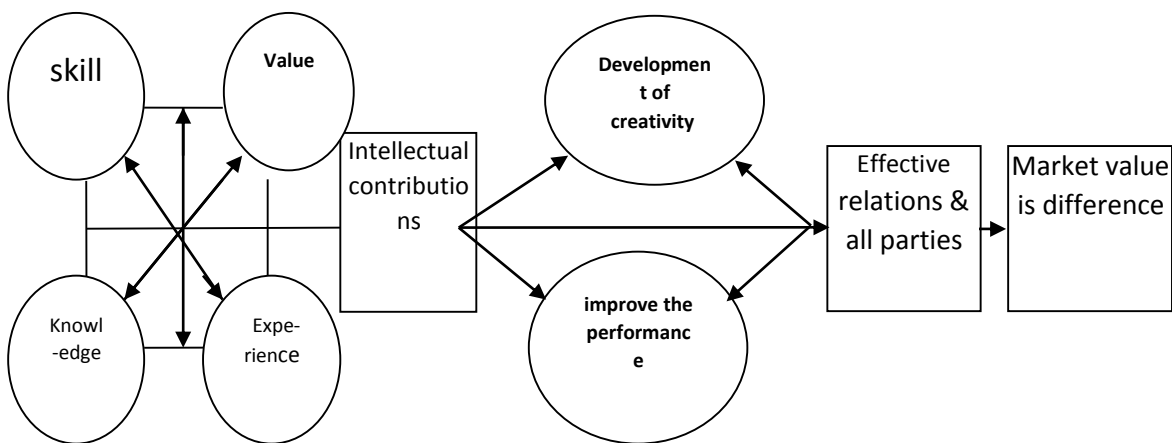 skill
Value
Knowl
-edge
Expe-
rience
Intellectual
contributio
ns
Developmen
t of
creativity
improve the
performanc
e
Effective
relations &
all parties
Market value
is difference